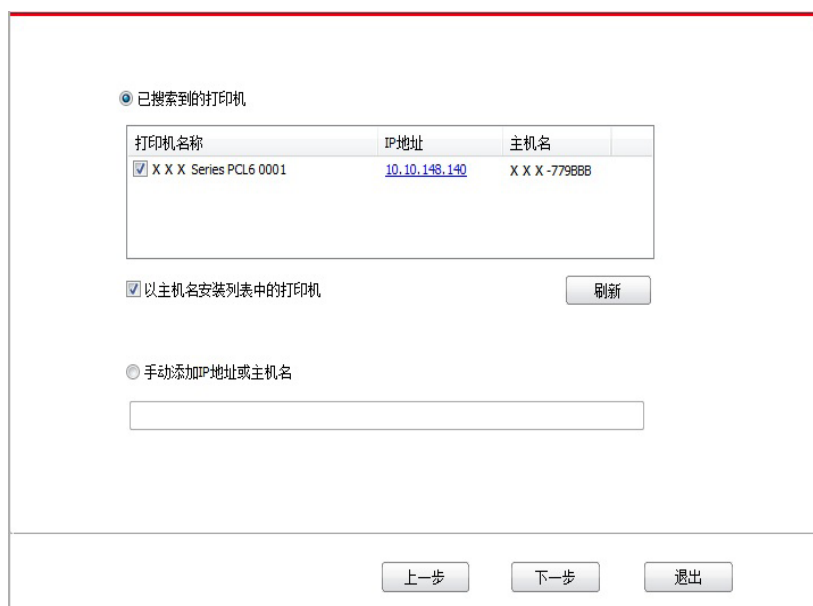 已搜索到的打印机
打印机名称 IP地址 主机名
X X X Series PCL6 0001 10.10.148.140 X X X -779BBB
以主机名安装列表中的打印机 刷新
手动添加IP地址或主机名
上一步 下一步 退出